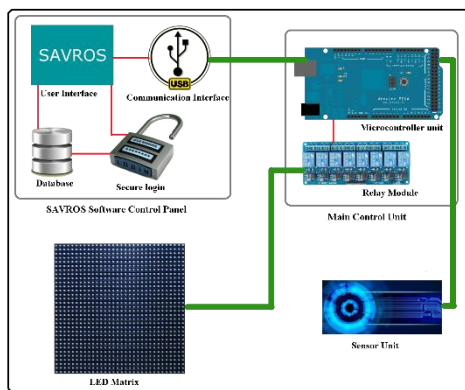 SAVROS
User Interface
USB
Communication Interface
Database
Secure login
SAVROS Software Control Panel
Microcontroller unit
Relay Module
Main Control Unit
LED Matrix
Sensor Unit